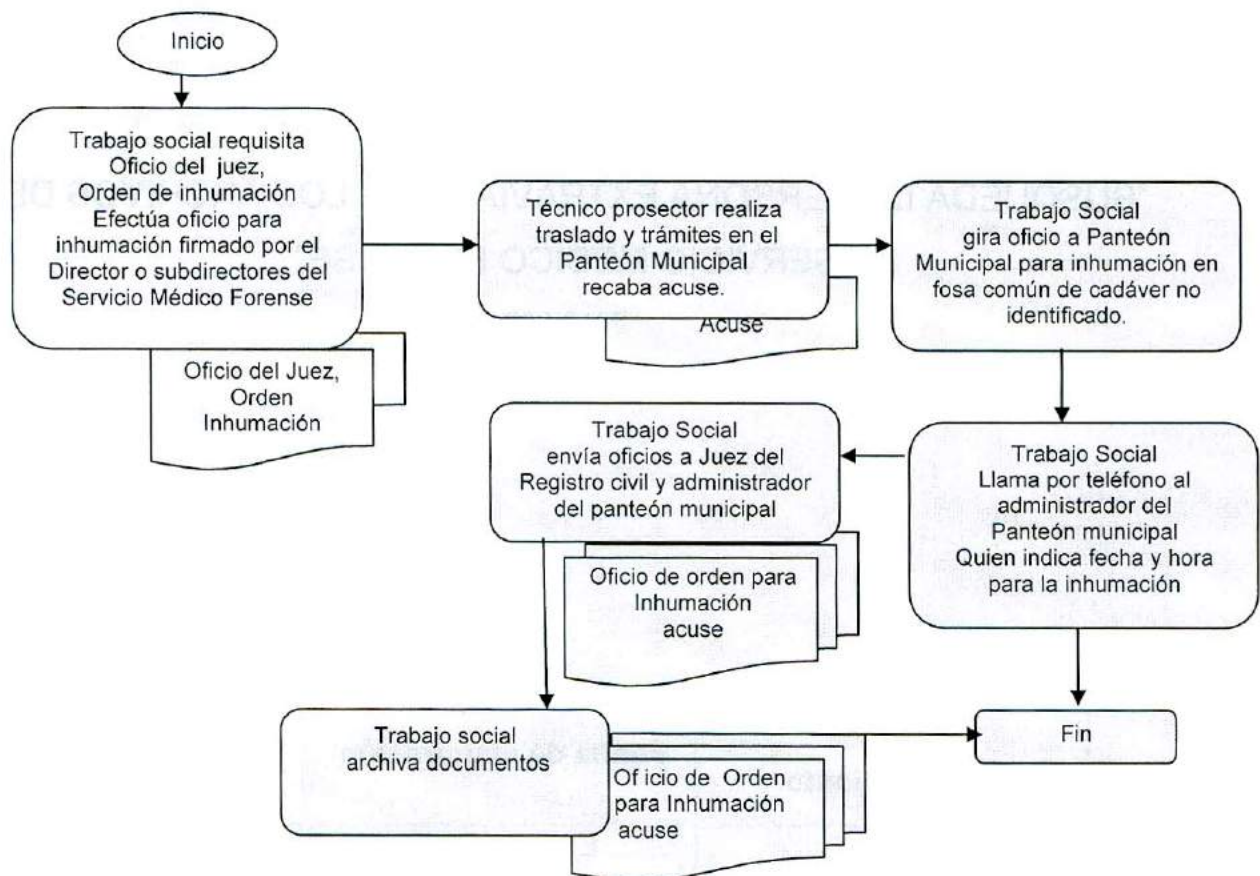 Inicio
Trabajo social requisita
Oficio del juez,
Orden de inhumación
Efectúa oficio para
inhumación firmado por el
Director o subdirectores del
Servicio Médico Forense
Oficio del Juez,
Orden
Inhumación
Técnico prosector realiza
traslado y trámites en el
Panteón Municipal
recaba acuse.
Acuse
Trabajo Social
gira oficio a Panteón
Municipal para inhumación en
fosa común de cadáver no
identificado.
Trabajo Social
Llama por teléfono al
administrador del
Panteón municipal
Quien indica fecha y hora
para la inhumación
Trabajo Social
envía oficios a Juez del
Registro civil y administrador
del panteón municipal
Oficio de orden para
Inhumación
acuse
Trabajo social
archiva documentos
Of icio de Orden
para Inhumación
acuse
Fin